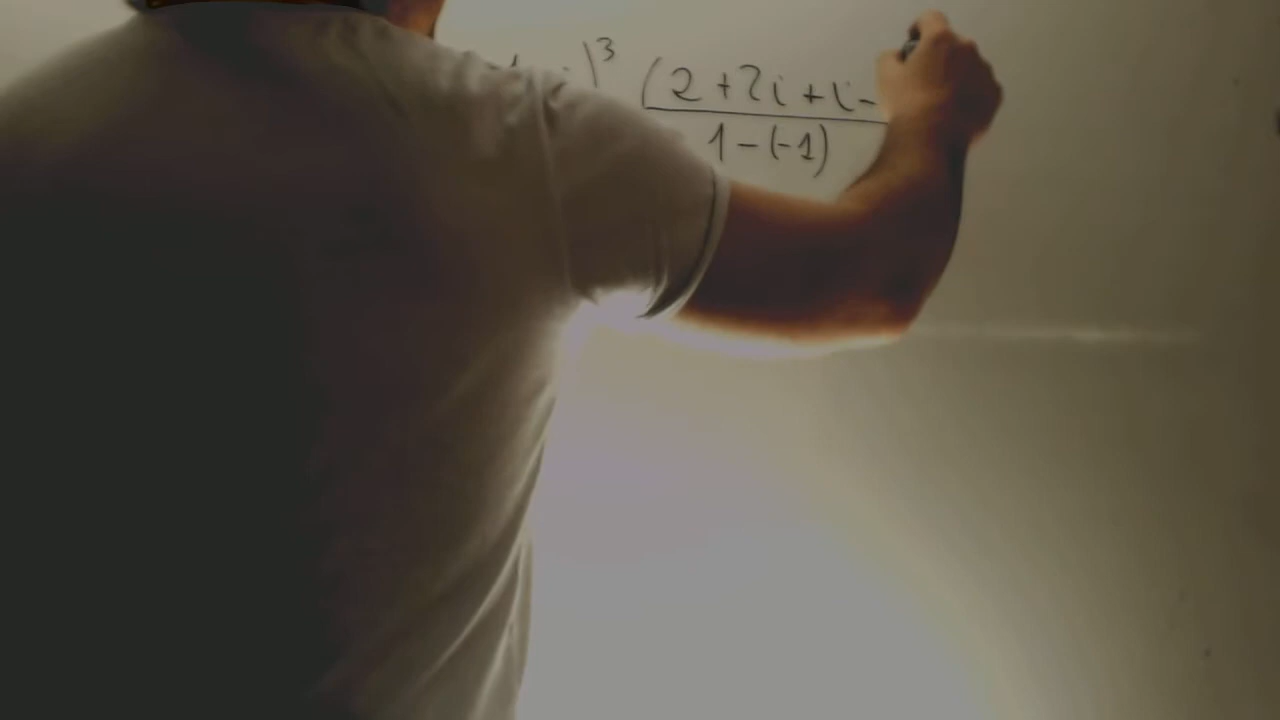 )³ (2+2i+i-
1-(-1)